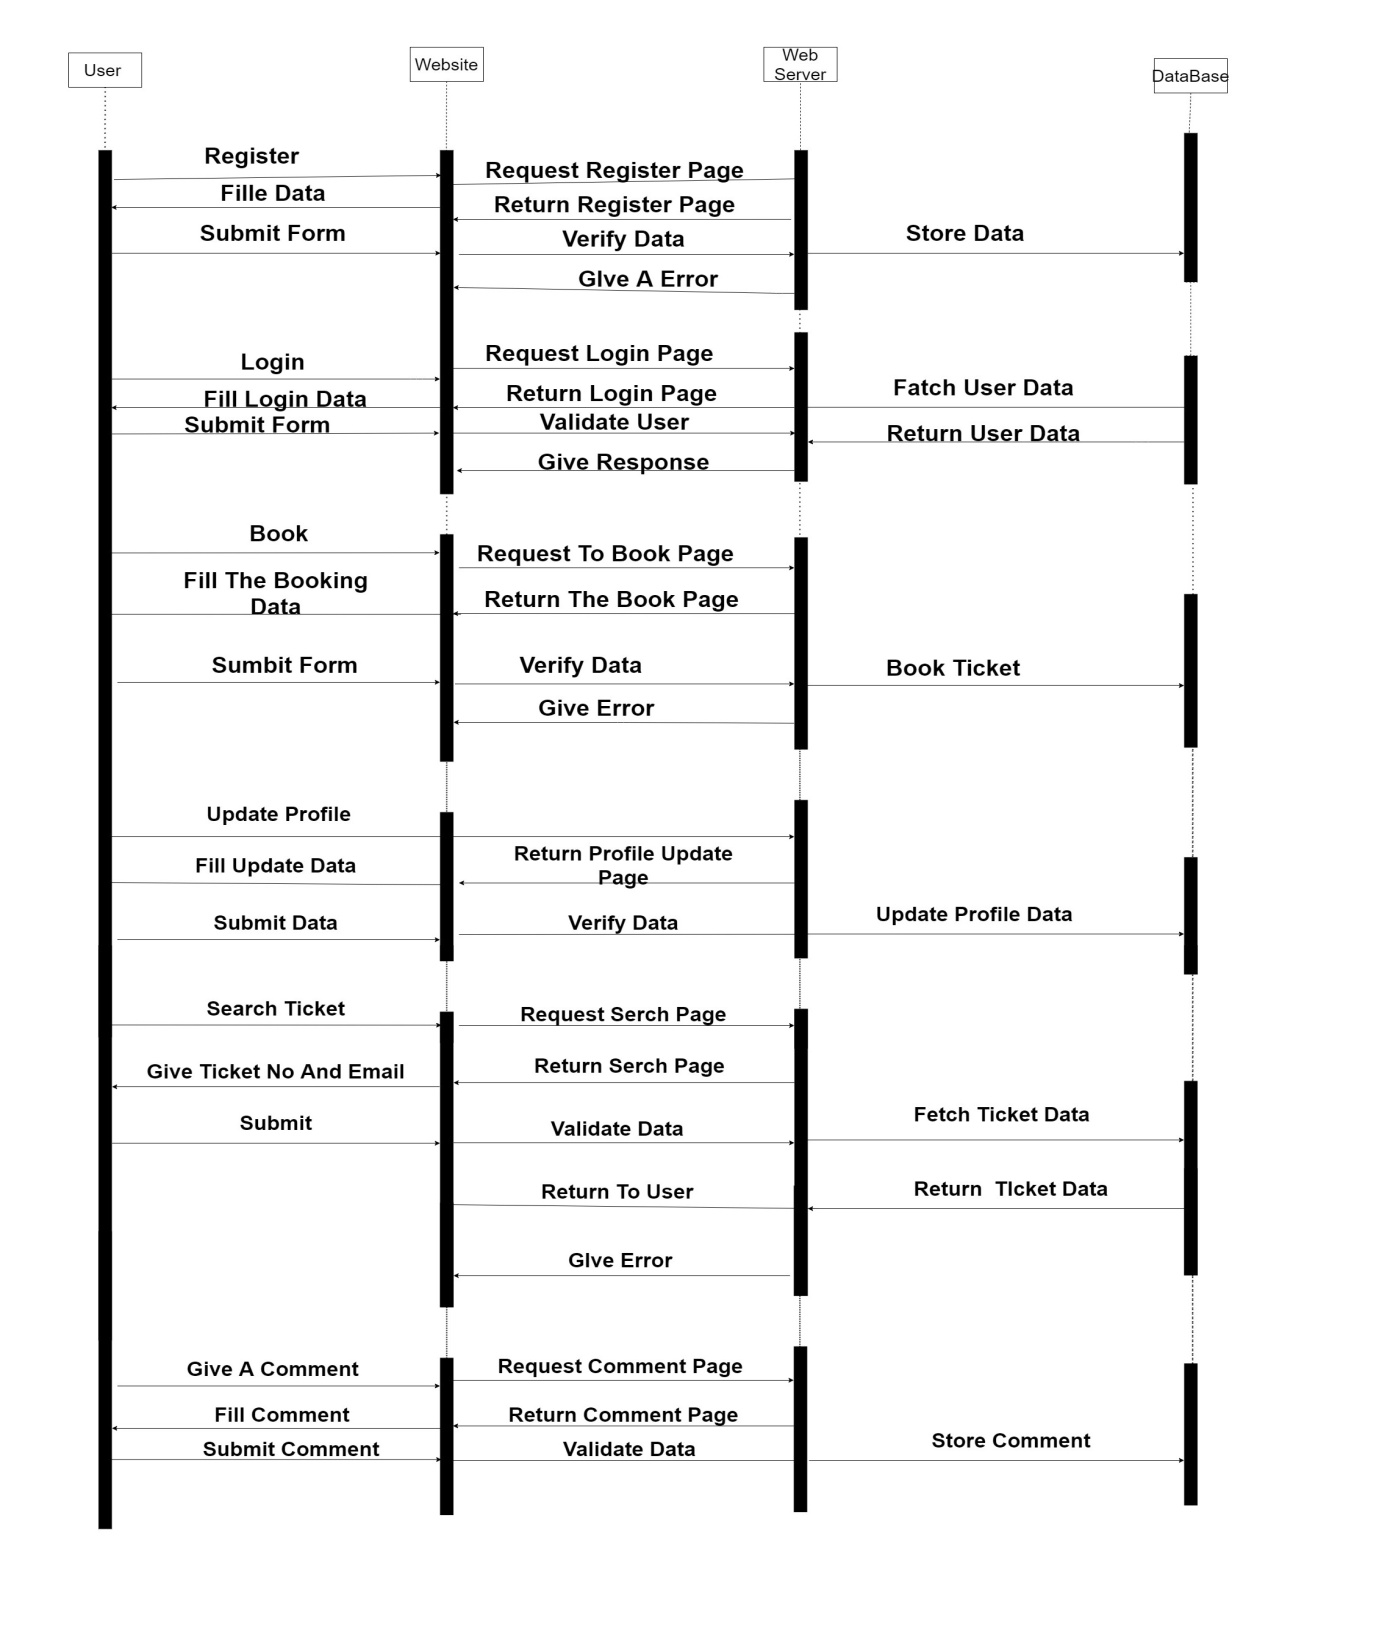 User
Website
Web
Server
DataBase
Register
Request Register Page
Fille Data
Return Register Page
Submit Form
Verify Data
Store Data
GIve A Error
Login
Request Login Page
Fatch User Data
Fill Login Data
Return Login Page
Submit Form
Validate User
Return User Data
Give Response
Book
Request To Book Page
Fill The Booking
Data
Return The Book Page
Sumbit Form
Verify Data
Book Ticket
Give Error
Update Profile
Return Profile Update
Page
Fill Update Data
Submit Data
Verify Data
Update Profile Data
Search Ticket
Request Serch Page
Return Serch Page
Give Ticket No And Email
Submit
Validate Data
Fetch Ticket Data
Return To User
Return  TIcket Data
GIve Error
Give A Comment
Request Comment Page
Fill Comment
Return Comment Page
Submit Comment
Validate Data
Store Comment